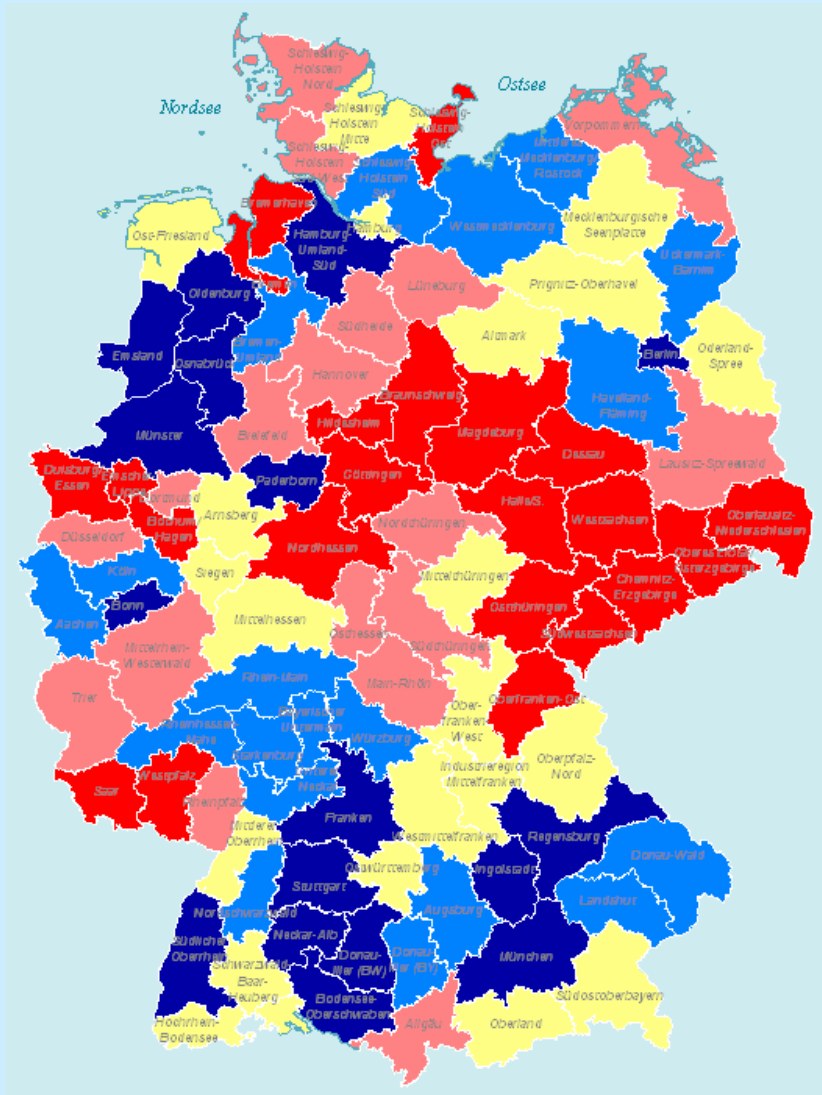 Nordsee
Ostsee
Schleswig-
Holstein
Nord
Schleswig-
Holstein
Mitte
Schleswig-
Holstein
Ost
Schleswig-
Holstein
Schleswig-
Holstein
Süd
Vorpommern
Mecklenburg/
Rostock
Bremerhaven
Ost-Friesland
Hamburg-
Umland-
Süd
Hamburg
Westmecklenburg
Mecklenburgische
Seenplatte
Uckermark-
Barnim
Oldenburg
Bremen
Lüneburg
Prignitz-Oberhavel
Emsland
Osnabrück
Bremen-
Umland
Südheide
Altmark
Berlin
Oderland-
Spree
Hannover
Braunschweig
Havelland-
Fläming
Münster
Bielefeld
Hildesheim
Magdeburg
Dessau
Lausitz-Spreewald
Duisburg/
Essen
Emscher-
Lippe
Dortmund
Paderborn
Göttingen
Halle/S.
Westsachsen
Oberlausitz-
Niederschlesien
Düsseldorf
Bochum/
Hagen
Arnsberg
Nordhessen
Nordthüringen
Köln
Siegen
Mittelthüringen
Chemnitz-
Erzgebirge
Oberes Elbtal/
Osterzgebirge
Aachen
Bonn
Mittelhessen
Osthessen
Ostthüringen
Südwestsachsen
Mittelrhein-
Westerwald
Südthüringen
Trier
Rhein-Main
Main-Rhön
Ober-
franken-
West
Oberfranken-Ost
Rheinhessen-
Nahe
Bayerischer
Untermain
Starkenburg
Würzburg
Oberpfalz-
Nord
Saar
Westpfalz
Rheinpfalz
Unterer
Neckar
Industrieregion
Mittelfranken
Mittlerer
Oberrhein
Franken
Westmittelfranken
Regensburg
Ostwürttemberg
Ingolstadt
Donau-Wald
Stuttgart
Nordschwarzwald
Augsburg
Landshut
Südlicher
Oberrhein
Neckar-Alb
Donau-
Iller (BW)
Donau-
Iller (BY)
München
Schwarzwald-
Baar-
Heuberg
Bodensee-
Oberschwaben
Südostoberbayern
Hochrhein-
Bodensee
Allgäu
Oberland